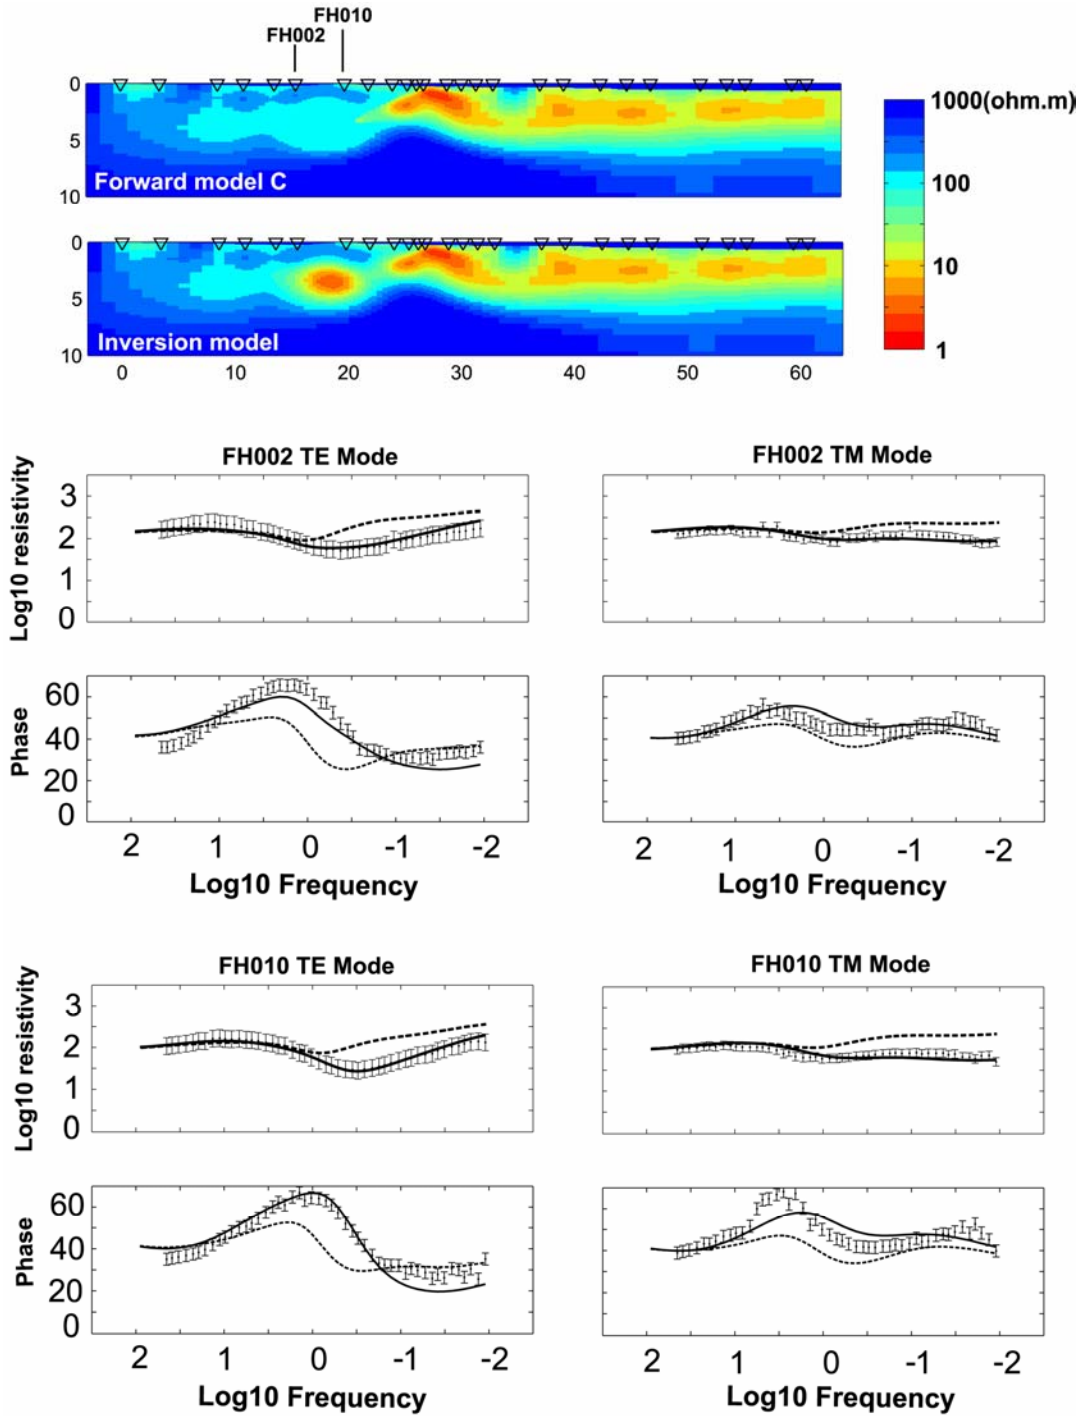 FH010
FH002
0
5
10
Forward model C
0
5
10
Inversion model
0 10 20 30 40 50 60
1000(ohm.m)
100
10
1
FH002 TE Mode
FH002 TM Mode
Log10 resistivity
3
2
1
0
Phase
60
40
20
0
2 1 0 -1 -2
2 1 0 -1 -2
Log10 Frequency
Log10 Frequency
FH010 TE Mode
FH010 TM Mode
Log10 resistivity
3
2
1
0
Phase
60
40
20
0
2 1 0 -1 -2
2 1 0 -1 -2
Log10 Frequency
Log10 Frequency